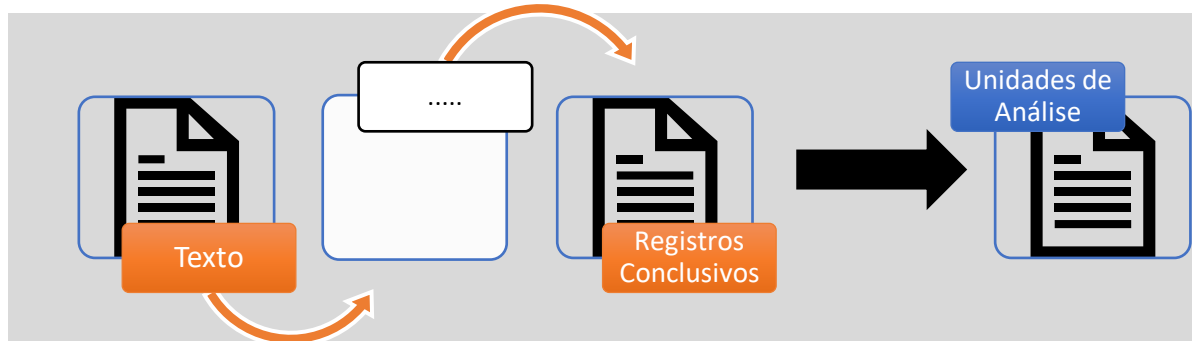 .....
Unidades de
Análise
Texto
Registros
Conclusivos